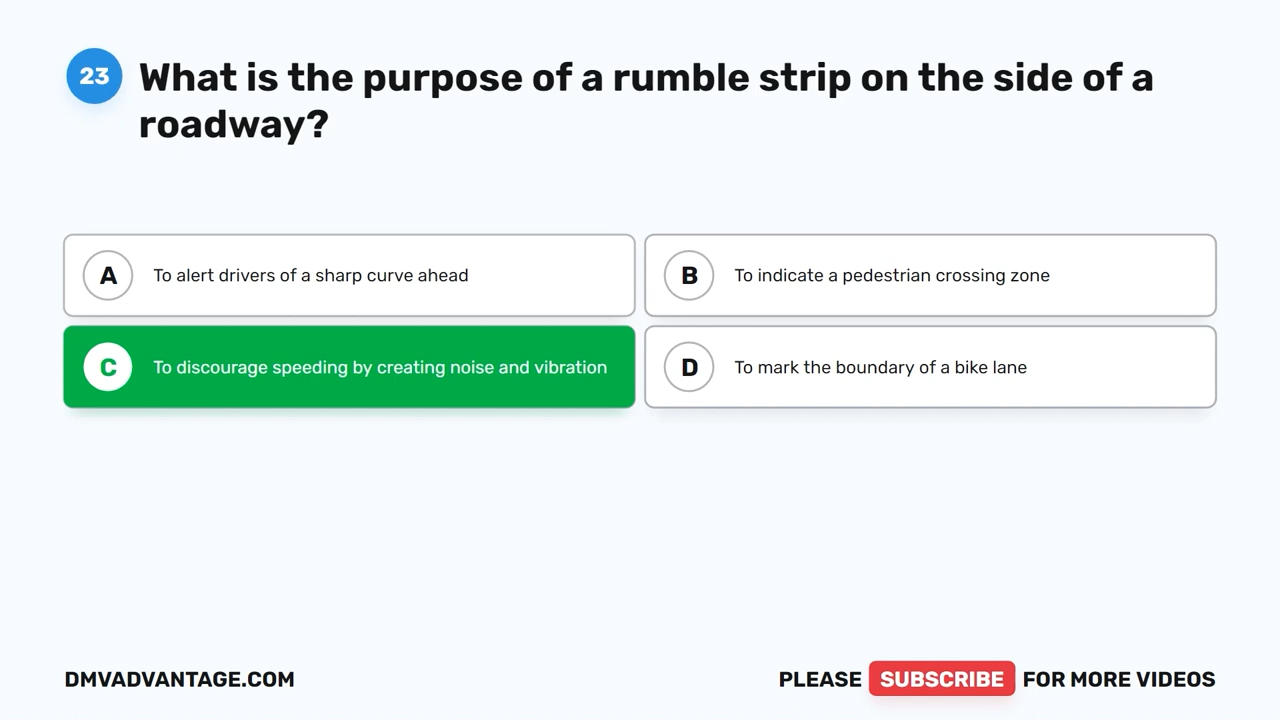 23
What is the purpose of a rumble strip on the side of a
roadway?
A To alert drivers of a sharp curve ahead
B To indicate a pedestrian crossing zone
C To discourage speeding by creating noise and vibration
D To mark the boundary of a bike lane
DMVADVANTAGE.COM
PLEASE SUBSCRIBE FOR MORE VIDEOS